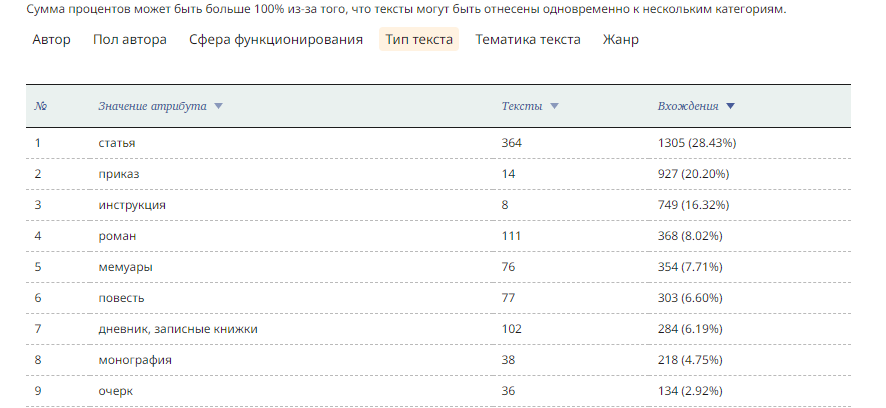 Сумма процентов может быть больше 100% из-за того, что тексты могут быть отнесены одновременно к нескольким категориям.
Автор Пол автора Сфера функционирования Тип текста Тематика текста Жанр
№ Значение атрибута Тексты Вхождения
1 статья 364 1305 (28.43%)
2 приказ 14 927 (20.20%)
3 инструкция 8 749 (16.32%)
4 роман 111 368 (8.02%)
5 мемуары 76 354 (7.71%)
6 повесть 77 303 (6.60%)
7 дневник, записные книжки 102 284 (6.19%)
8 монография 38 218 (4.75%)
9 очерк 36 134 (2.92%)